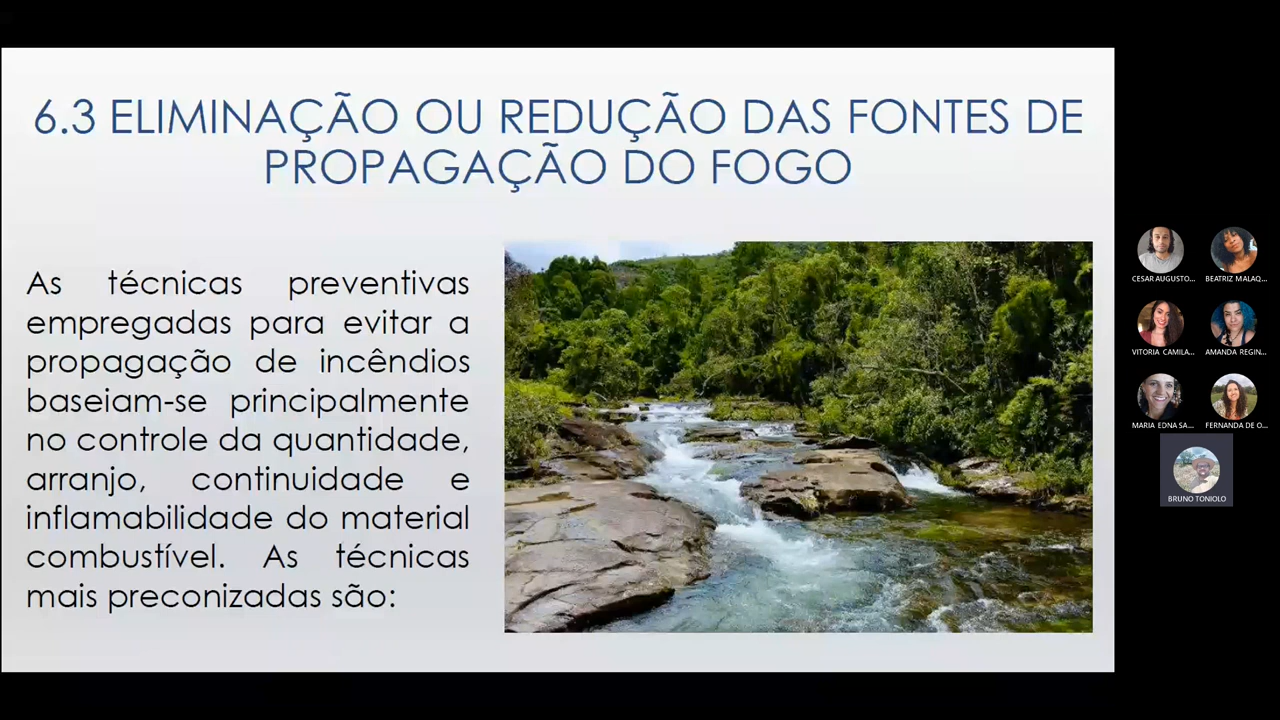 6.3 ELIMINAÇÃO OU REDUÇÃO DAS FONTES DE
PROPAGAÇÃO DO FOGO
As técnicas preventivas
empregadas para evitar a
propagação de incêndios
baseiam-se principalmente
no controle da quantidade,
arranjo, continuidade e
inflamabilidade do material
combustível. As técnicas
mais preconizadas são:
CESAR AUGUSTO...
BEATRIZ MALAQ...
VITORIA CAMILA...
AMANDA REGIN...
MARIA EDNA SA...
FERNANDA DE O...
BRUNO TONIOLO